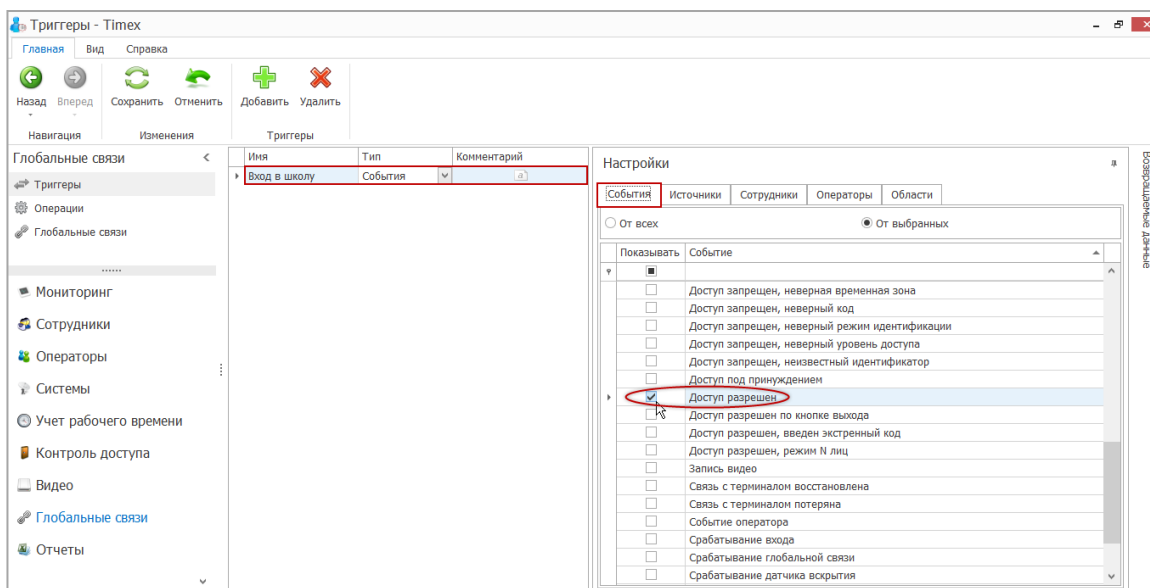 Триггеры - Timex
Главная Вид Справка
Назад Вперед Сохранить Отменить Добавить Удалить
Навигация Изменения Триггеры
Глобальные связи
Триггеры
Операции
Глобальные связи
Мониторинг
Сотрудники
Операторы
Системы
Учет рабочего времени
Контроль доступа
Видео
Глобальные связи
Отчеты
Имя Тип Комментарий
Вход в школу События a
Настройки
События Источники Сотрудники Операторы Области
От всех От выбранных
Показывать Событие
Доступ запрещен, неверная временная зона
Доступ запрещен, неверный код
Доступ запрещен, неверный режим идентификации
Доступ запрещен, неверный уровень доступа
Доступ запрещен, неизвестный идентификатор
Доступ под принуждением
Доступ разрешен
Доступ разрешен по кнопке выхода
Доступ разрешен, введен экстренный код
Доступ разрешен, режим N лиц
Запись видео
Связь с терминалом восстановлена
Связь с терминалом потеряна
Событие оператора
Срабатывание входа
Срабатывание глобальной связи
Срабатывание датчика вскрытия
Возвращаемые данные